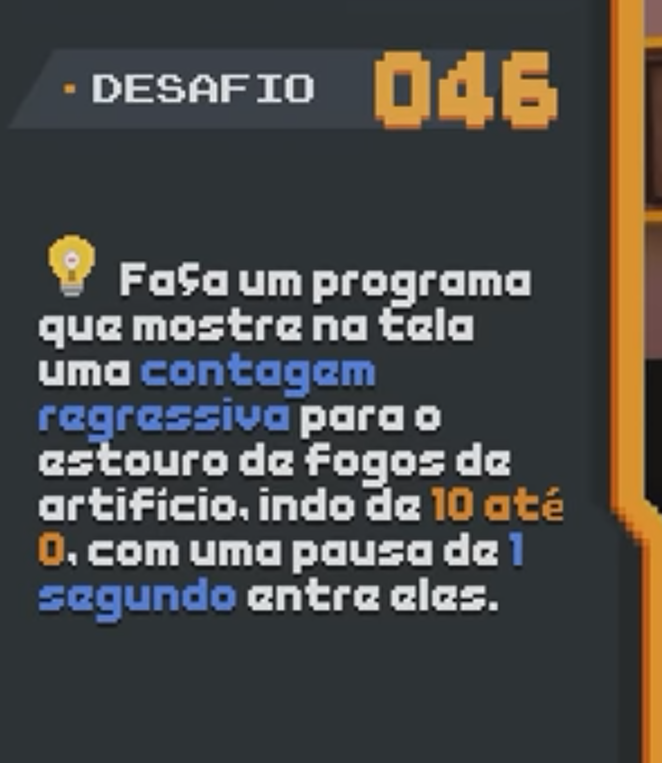 DESAFIO 046
Faça um programa
que mostre na tela
uma contagem
regressiva para o
estouro de fogos de
artifício, indo de 10 até
0, com uma pausa de 1
segundo entre eles.